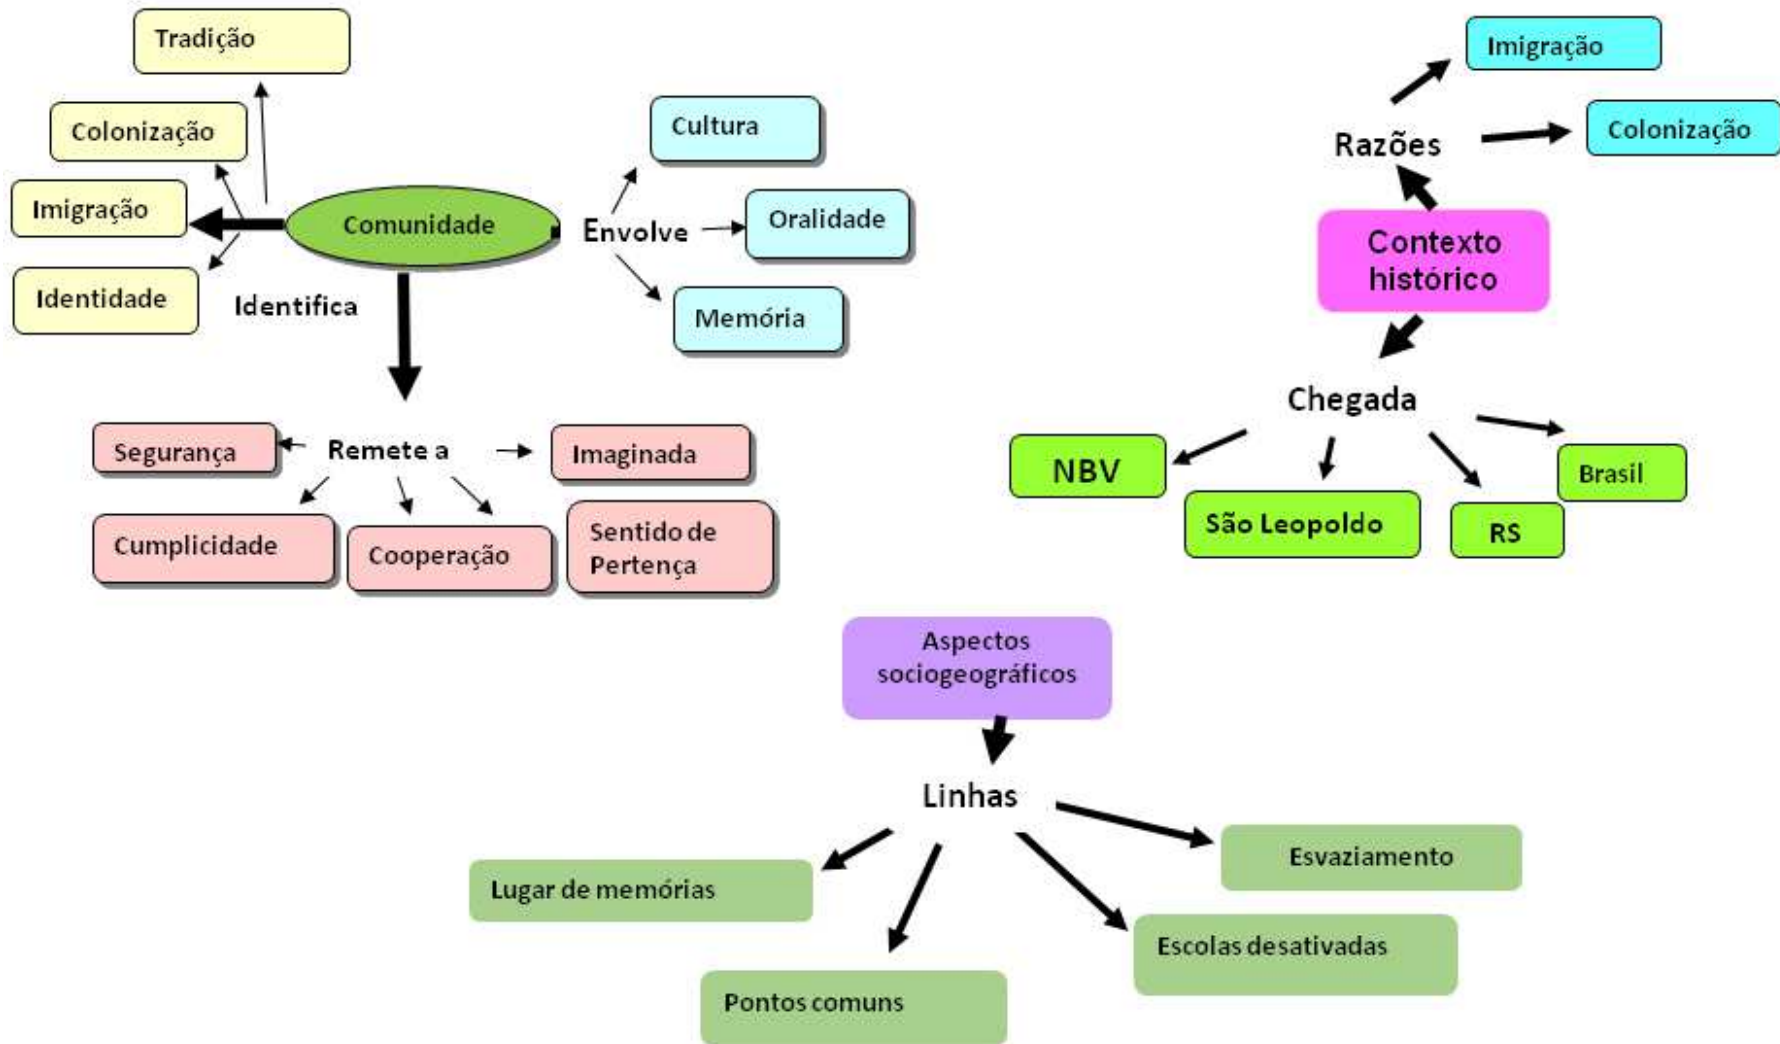 Tradição
Colonização
Imigração
Identidade
Identifica
Comunidade
Envolve
Cultura
Oralidade
Memória
Remete a
Segurança
Cumplicidade
Cooperação
Imaginada
Sentido de
Pertença
Imigração
Colonização
Razões
Contexto
histórico
Chegada
NBV
São Leopoldo
RS
Brasil
Aspectos
sociogeográficos
Linhas
Lugar de memórias
Pontos comuns
Escolas desativadas
Esvaziamento